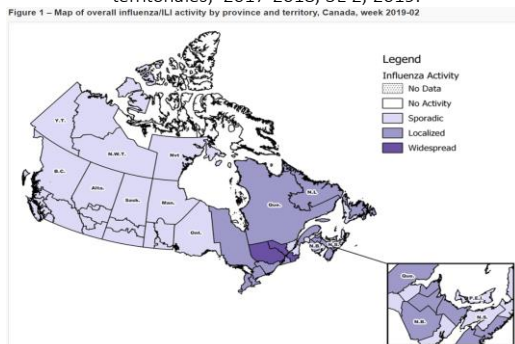 territories, 2017-2018, SE 2, 2019.
Figure 1 – Map of overall influenza/ILI activity by province and territory, Canada, week 2019-02
Legend
Influenza Activity
No Data
No Activity
Sporadic
Localized
Widespread
Y.T.
N.W.T.
Nvt.
B.C.
Alta.
Sask.
Man.
Ont.
Que.
N.L.
N.B.
Que.
P.E.I.
N.B.
N.S.